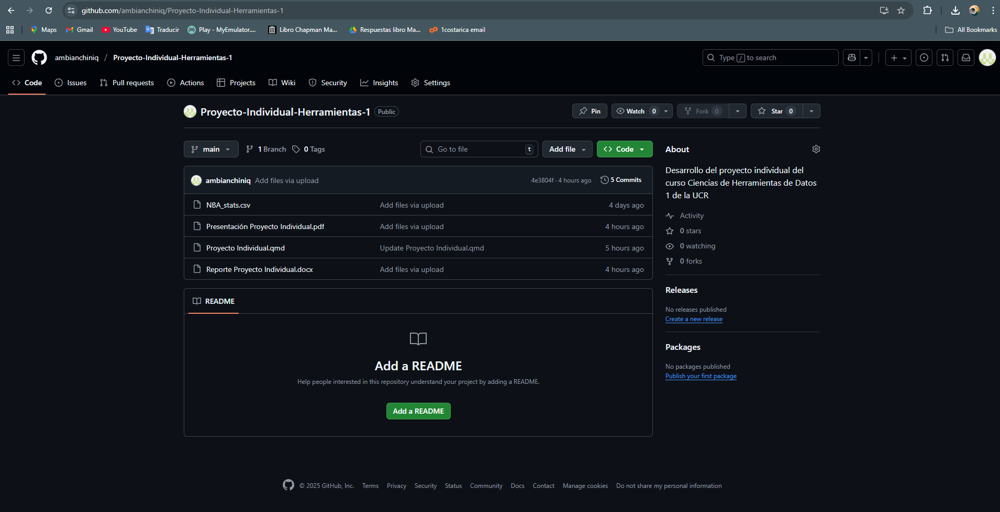 github.com/ambianchiniq/Proyecto-Individual-Herramientas-1
Maps Gmail YouTube Traducir Play - MyEmulator.... Libro Chapman Ma... Respuestas libro Ma... 1costarica email All Bookmarks
ambianchiniq / Proyecto-Individual-Herramientas-1 Type / to search
Code Issues Pull requests Actions Projects Wiki Security Insights Settings
Proyecto-Individual-Herramientas-1 Public Pin Watch 0 Fork 0 Star 0
main 1 Branch 0 Tags Go to file t Add file Code
About
Desarrollo del proyecto individual del
curso Ciencias de Herramientas de Datos
1 de la UCR
Activity
0 stars
0 watching
0 forks
Releases
No releases published
Create a new release
Packages
No packages published
Publish your first package
ambianchiniq Add files via upload 4e3804f · 4 hours ago 5 Commits
NBA_stats.csv Add files via upload 4 days ago
Presentación Proyecto Individual.pdf Add files via upload 4 hours ago
Proyecto Individual.qmd Update Proyecto Individual.qmd 5 hours ago
Reporte Proyecto Individual.docx Add files via upload 4 hours ago
README
Add a README
Help people interested in this repository understand your project by adding a README.
Add a README
© 2025 GitHub, Inc. Terms Privacy Security Status Community Docs Contact Manage cookies Do not share my personal information